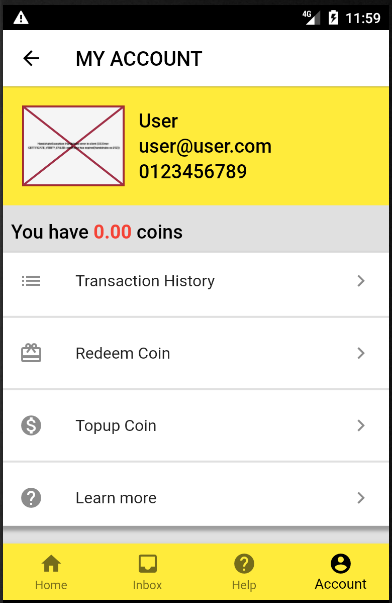 4G 11:59
MY ACCOUNT
User
user@user.com
0123456789
You have 0.00 coins
Transaction History
Redeem Coin
Topup Coin
Learn more
Home Inbox Help Account